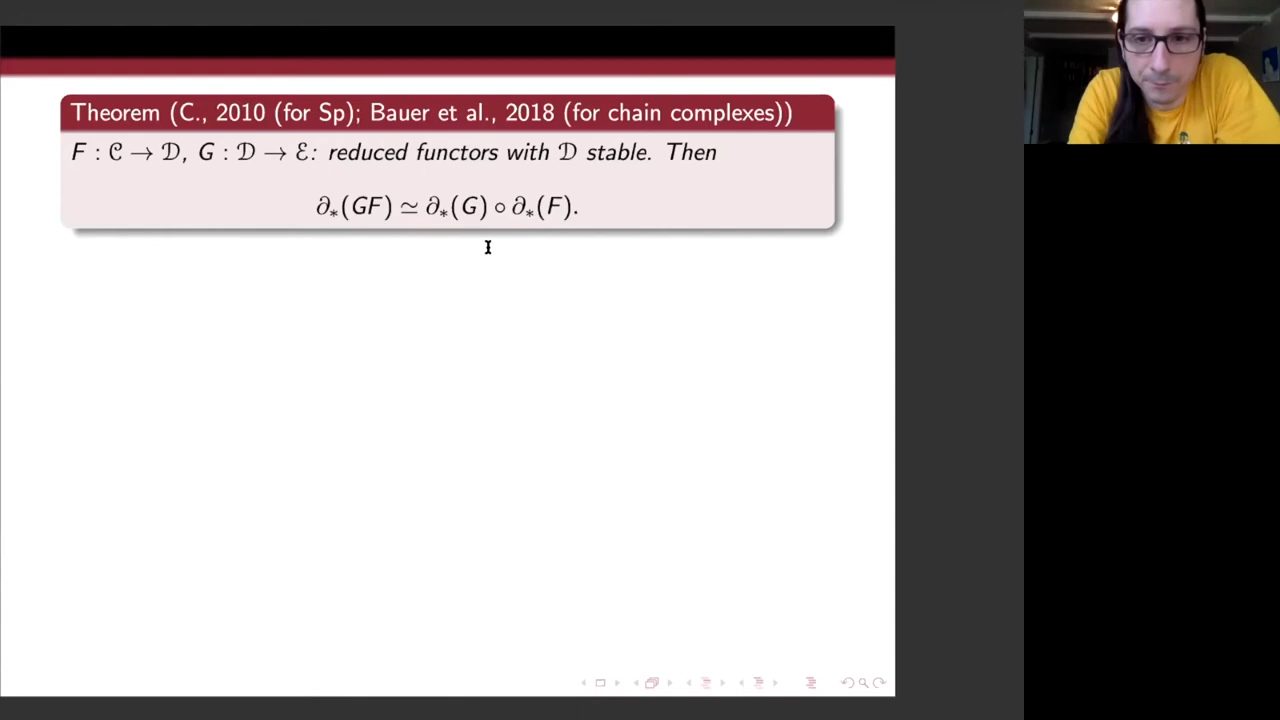 Theorem (C., 2010 (for Sp); Bauer et al., 2018 (for chain complexes))
F : 𝒞 → 𝒟, G : 𝒟 → ℰ: reduced functors with 𝒟 stable. Then
∂∗(GF) ≃ ∂∗(G) ∘ ∂∗(F).